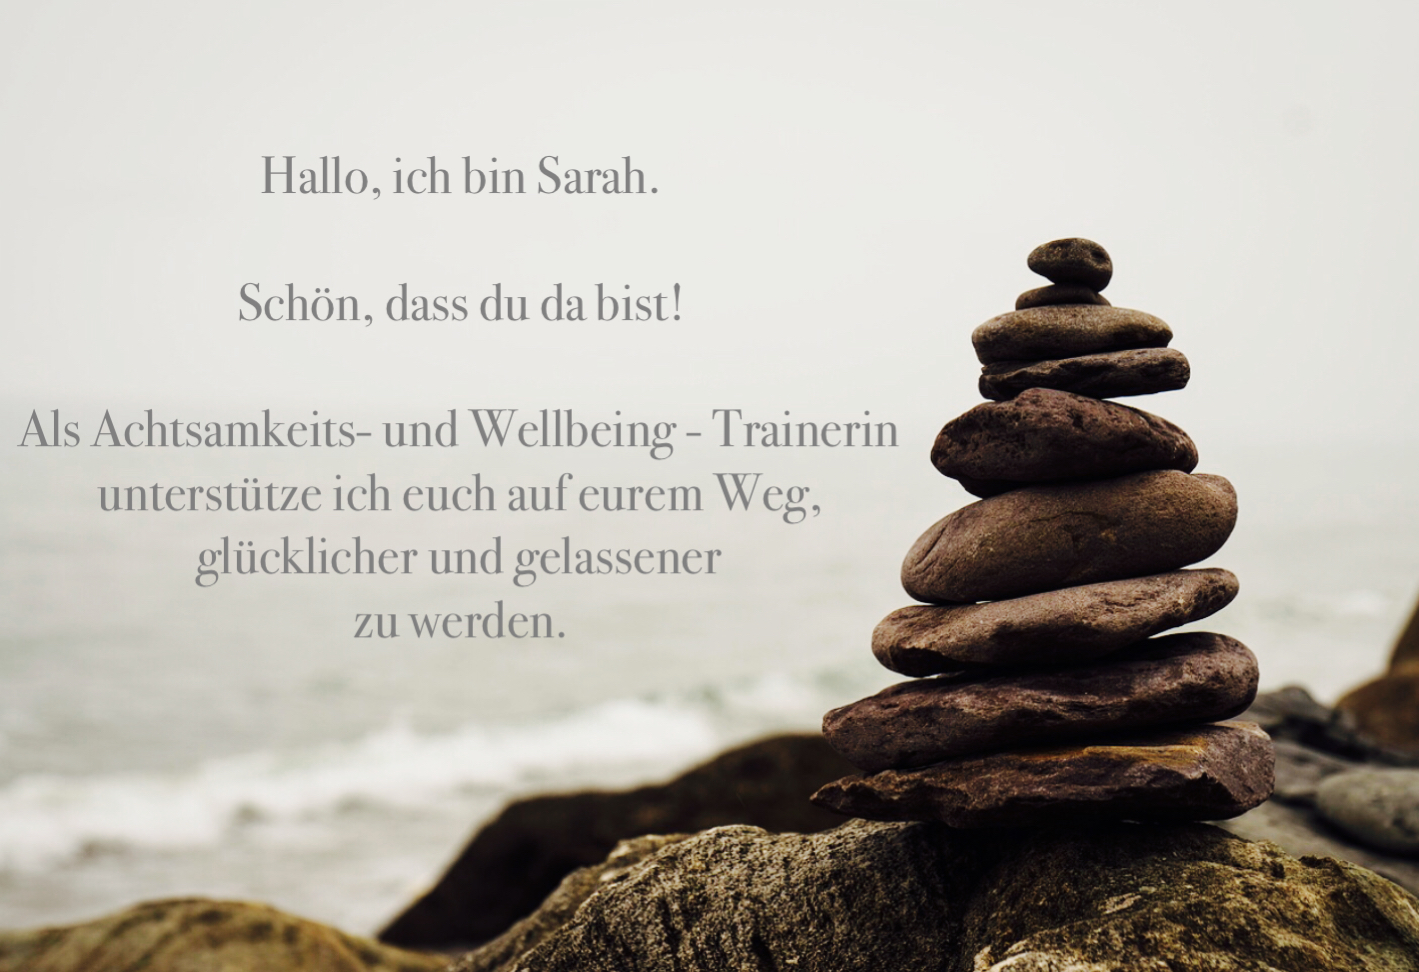 Hallo, ich bin Sarah.
Schön, dass du da bist!
Als Achtsamkeits- und Wellbeing - Trainerin
unterstütze ich euch auf eurem Weg,
glücklicher und gelassener
zu werden.